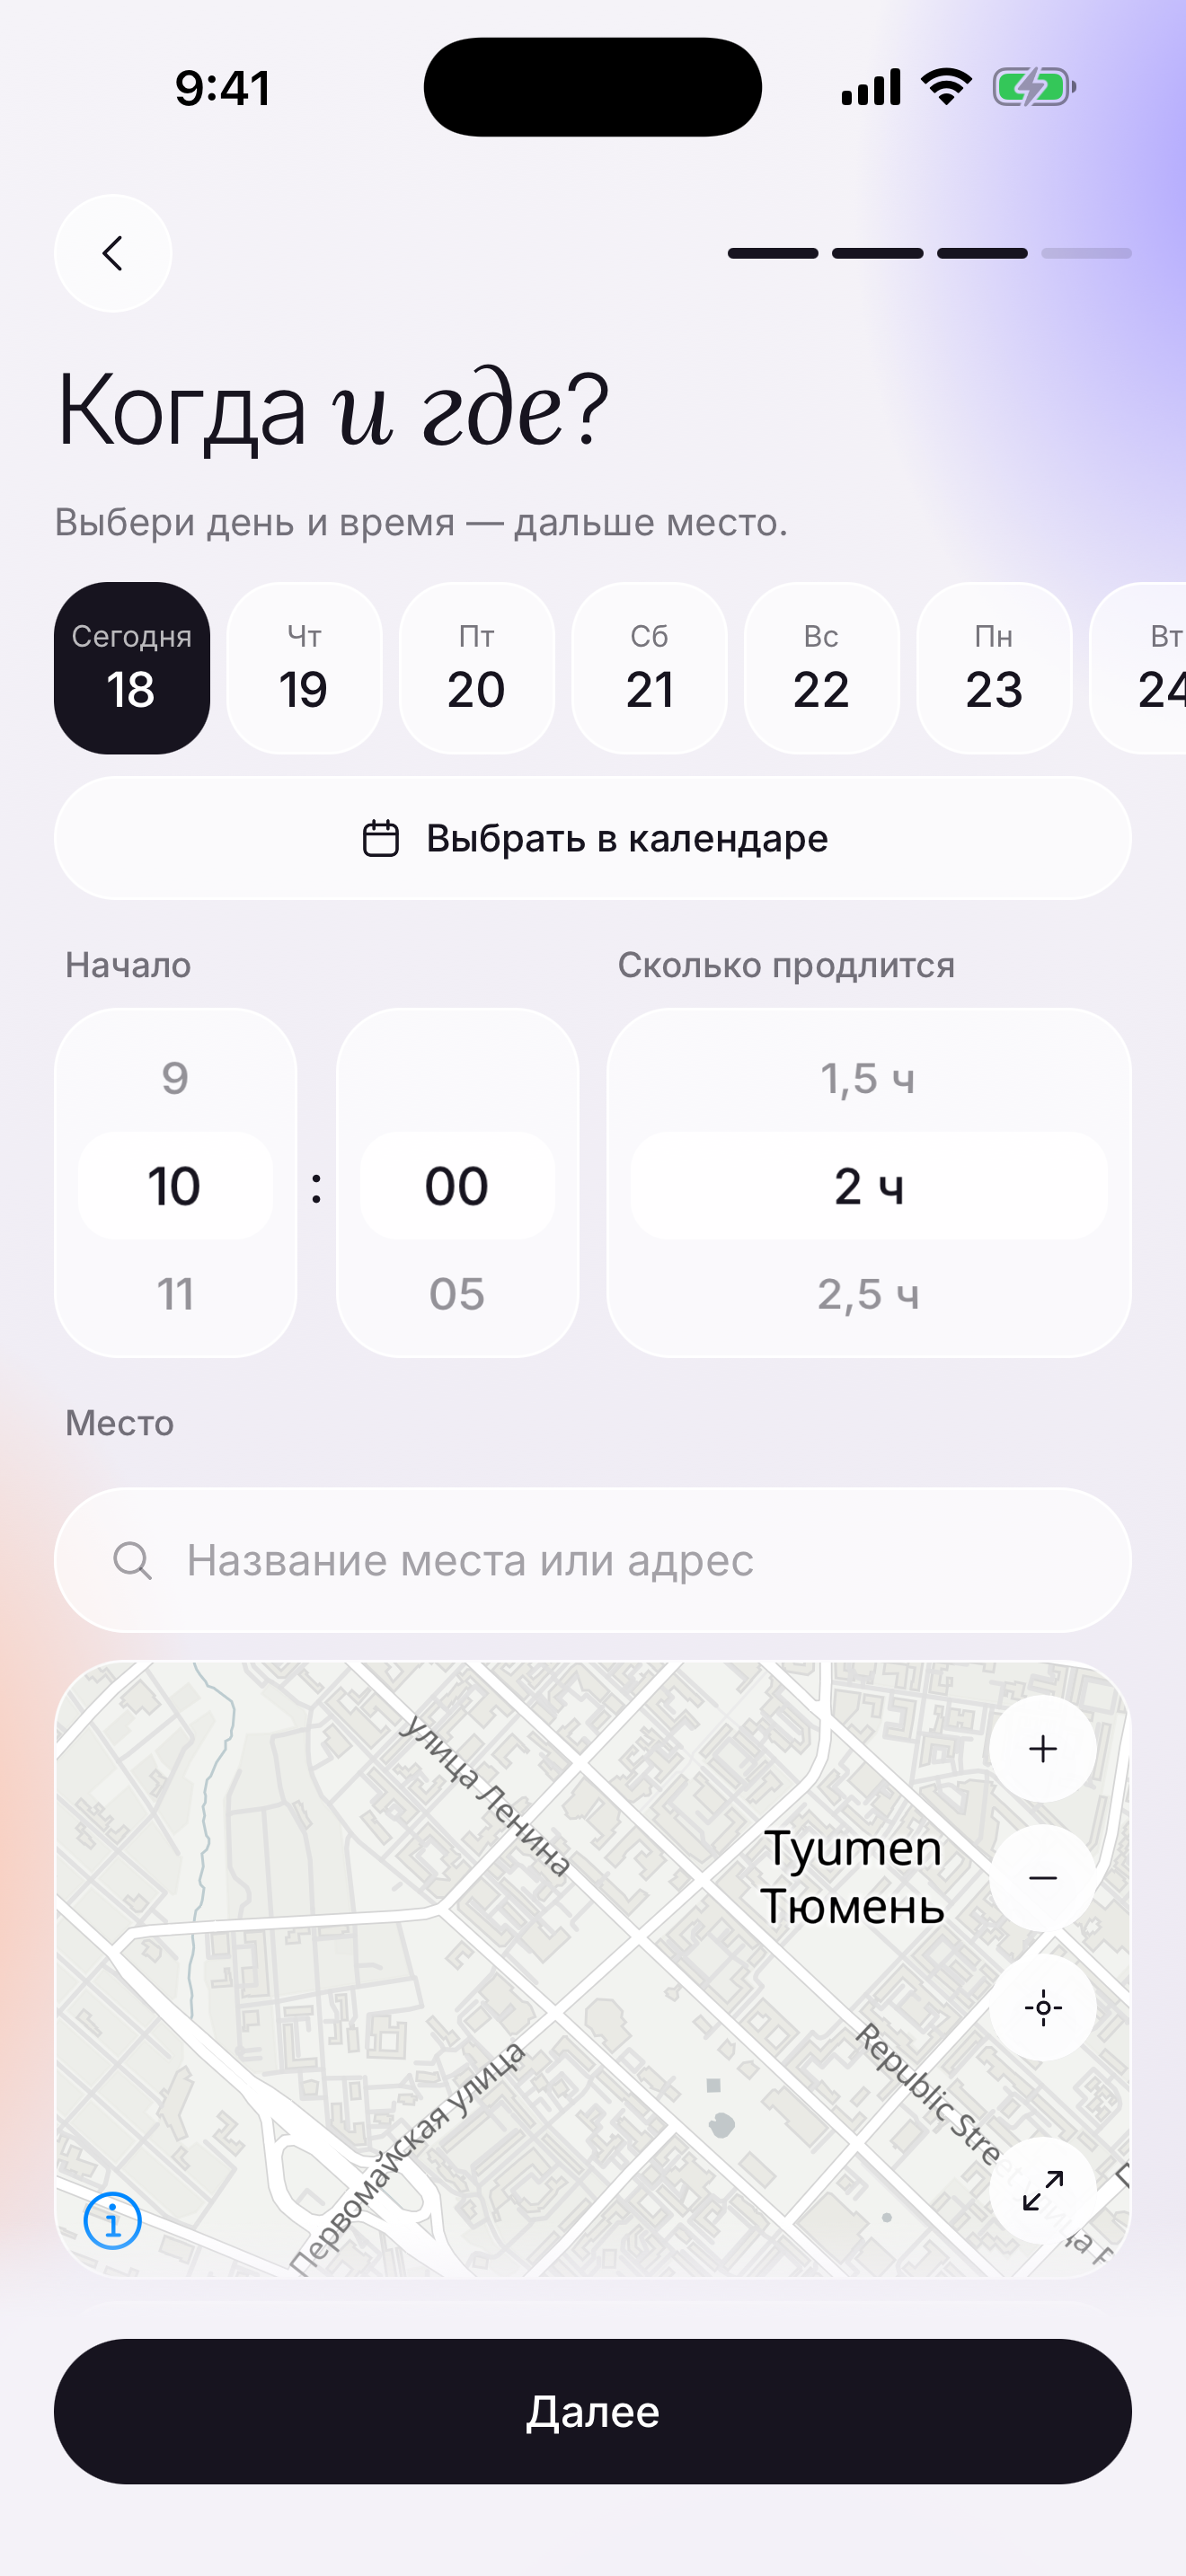 9:41
Когда и где?
Выбери день и время — дальше место.
Сегодня Чт Пт Сб Вс Пн Вт
18 19 20 21 22 23 24
Выбрать в календаре
Начало Сколько продлится
9 1,5 ч
10 : 00 2 ч
11 05 2,5 ч
Место
Название места или адрес
улица Ленина
Tyumen
Тюмень
Republic Stre
Первомайская улица
Далее